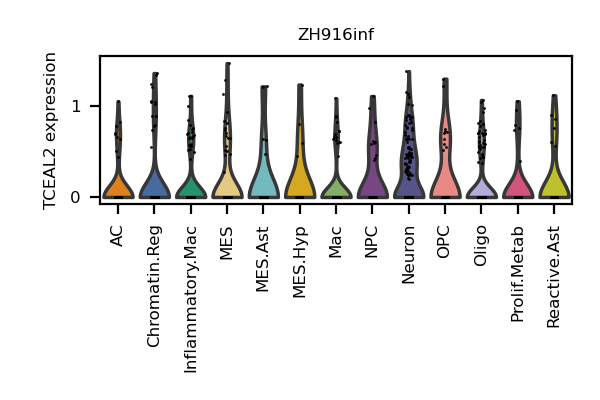 ZH916inf
TCEAL2 expression
1
0
AC
Chromatin.Reg
Inflammatory.Mac
MES
MES.Ast
MES.Hyp
Mac
NPC
Neuron
OPC
Oligo
Prolif.Metab
Reactive.Ast